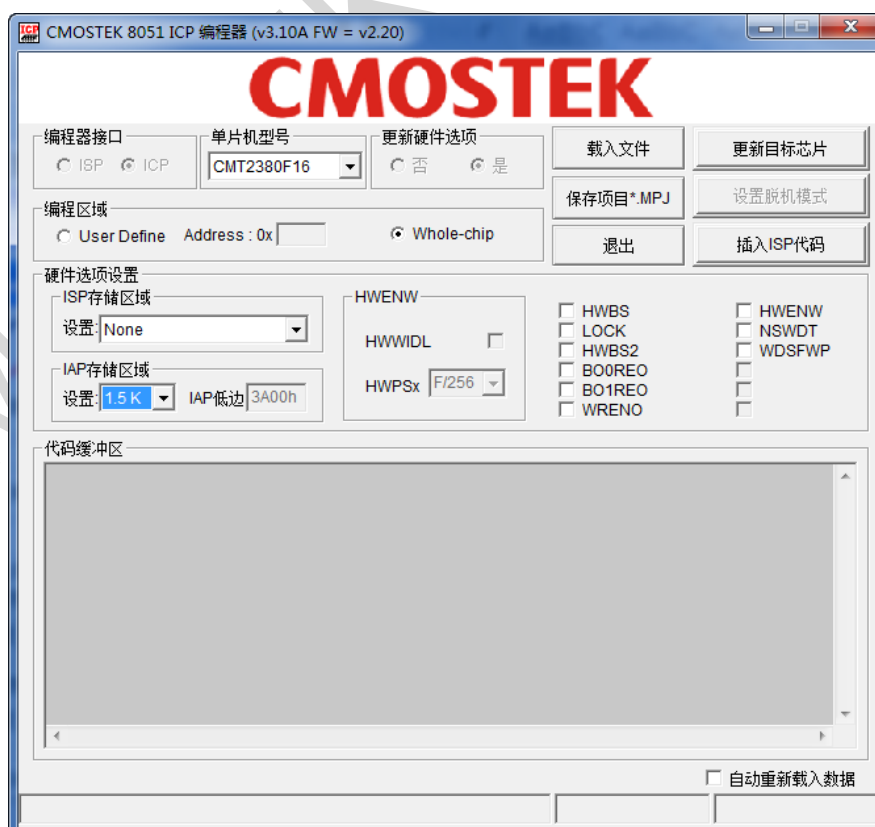 CMOSTEK 8051 ICP 编程器 (v3.10A FW = v2.20)
CMOSTEK
编程器接口
ISP ICP
单片机型号
CMT2380F16
更新硬件选项
否 是
载入文件
更新目标芯片
保存项目*.MPJ
设置脱机模式
退出
插入ISP代码
编程区域
User Define Address : 0x
Whole-chip
硬件选项设置
ISP存储区域
设置: None
IAP存储区域
设置: 1.5 K IAP低边 3A00h
HWENW
HWWIDL
HWPSx F/256
HWBS
LOCK
HWBS2
BO0REO
BO1REO
WRENO
HWENW
NSWDT
WDSFWP
代码缓冲区
自动重新载入数据